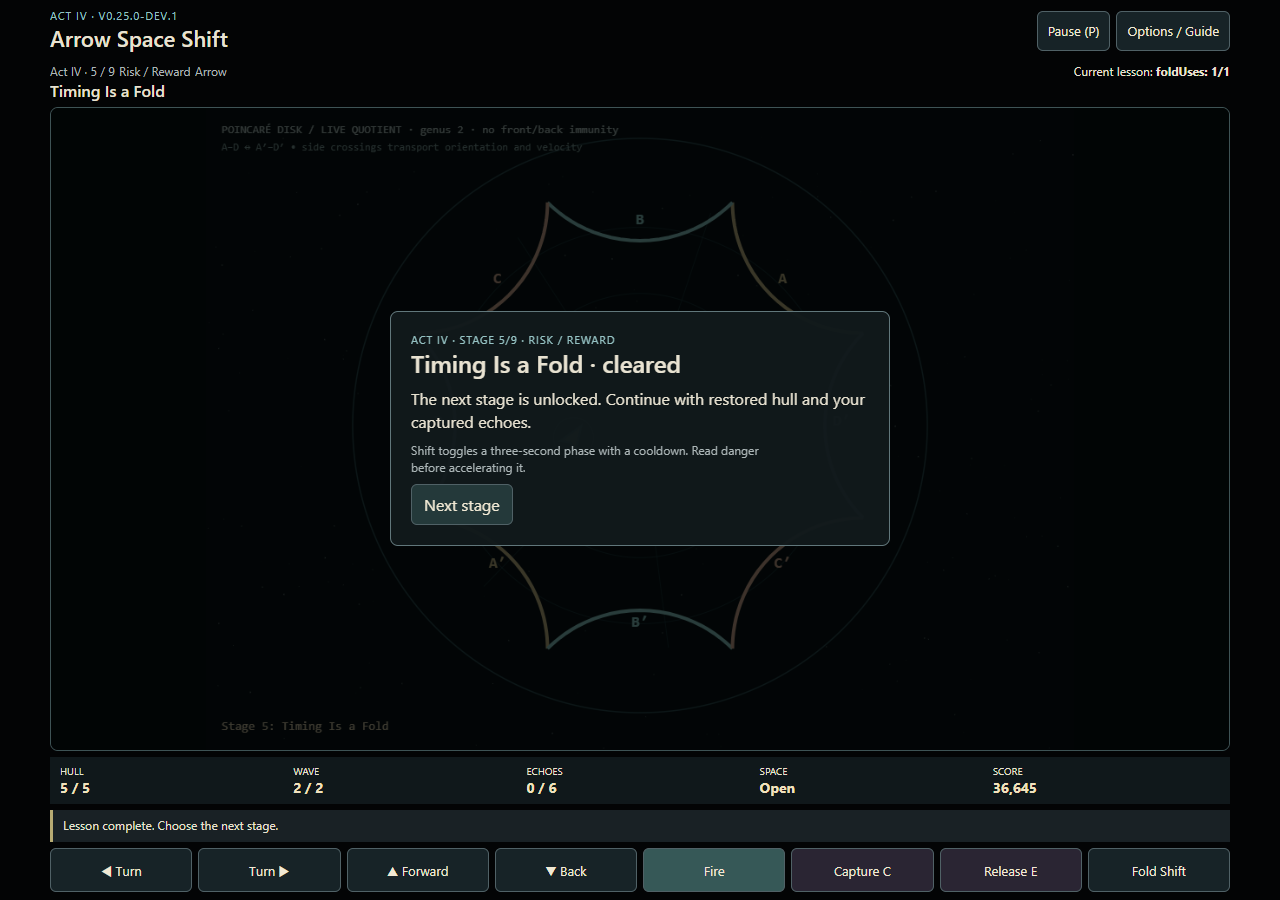 ACT IV · V0.25.0-DEV.1
Arrow Space Shift
Pause (P)
Options / Guide
Act IV · 5 / 9 Risk / Reward Arrow
Current lesson: foldUses: 1/1
Timing Is a Fold
POINCARÉ DISK / LIVE QUOTIENT · genus 2 · no front/back immunity
A–D ↔ A′–D′ • side crossings transport orientation and velocity
B
C
A
ACT IV · STAGE 5/9 · RISK / REWARD
Timing Is a Fold · cleared
The next stage is unlocked. Continue with restored hull and your
captured echoes.
Shift toggles a three-second phase with a cooldown. Read danger
before accelerating it.
Next stage
A′
C′
B′
Stage 5: Timing Is a Fold
HULL
5 / 5
WAVE
2 / 2
ECHOES
0 / 6
SPACE
Open
SCORE
36,645
Lesson complete. Choose the next stage.
◀ Turn
Turn ▶
▲ Forward
▼ Back
Fire
Capture C
Release E
Fold Shift